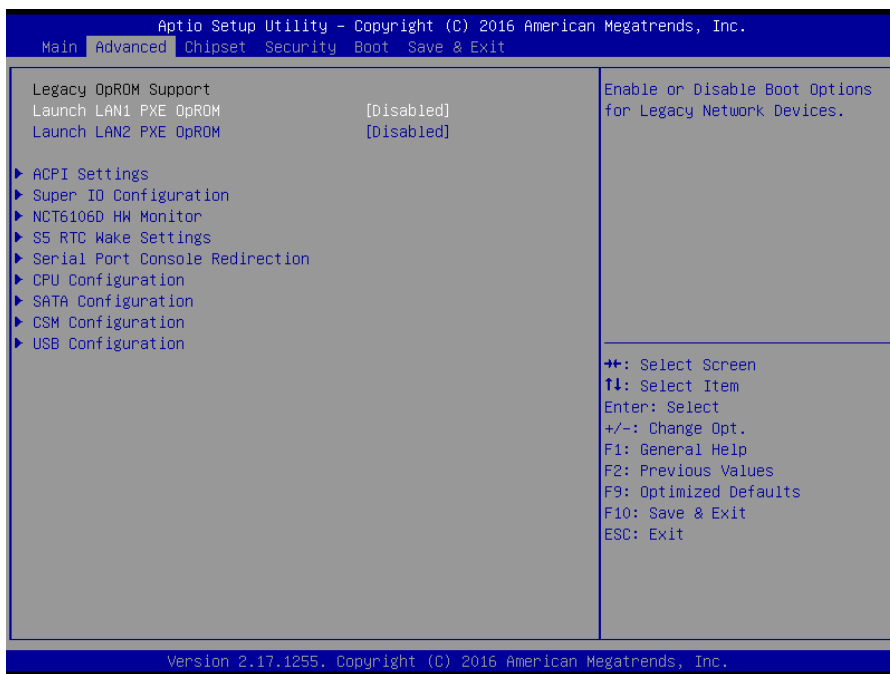 Aptio Setup Utility – Copyright (C) 2016 American Megatrends, Inc.
Main Advanced Chipset Security Boot Save & Exit
Legacy OpROM Support
Launch LAN1 PXE OpROM [Disabled]
Launch LAN2 PXE OpROM [Disabled]
▶ ACPI Settings
▶ Super IO Configuration
▶ NCT6106D HW Monitor
▶ S5 RTC Wake Settings
▶ Serial Port Console Redirection
▶ CPU Configuration
▶ SATA Configuration
▶ CSM Configuration
▶ USB Configuration
Enable or Disable Boot Options
for Legacy Network Devices.
→←: Select Screen
↑↓: Select Item
Enter: Select
+/-: Change Opt.
F1: General Help
F2: Previous Values
F9: Optimized Defaults
F10: Save & Exit
ESC: Exit
Version 2.17.1255. Copyright (C) 2016 American Megatrends, Inc.